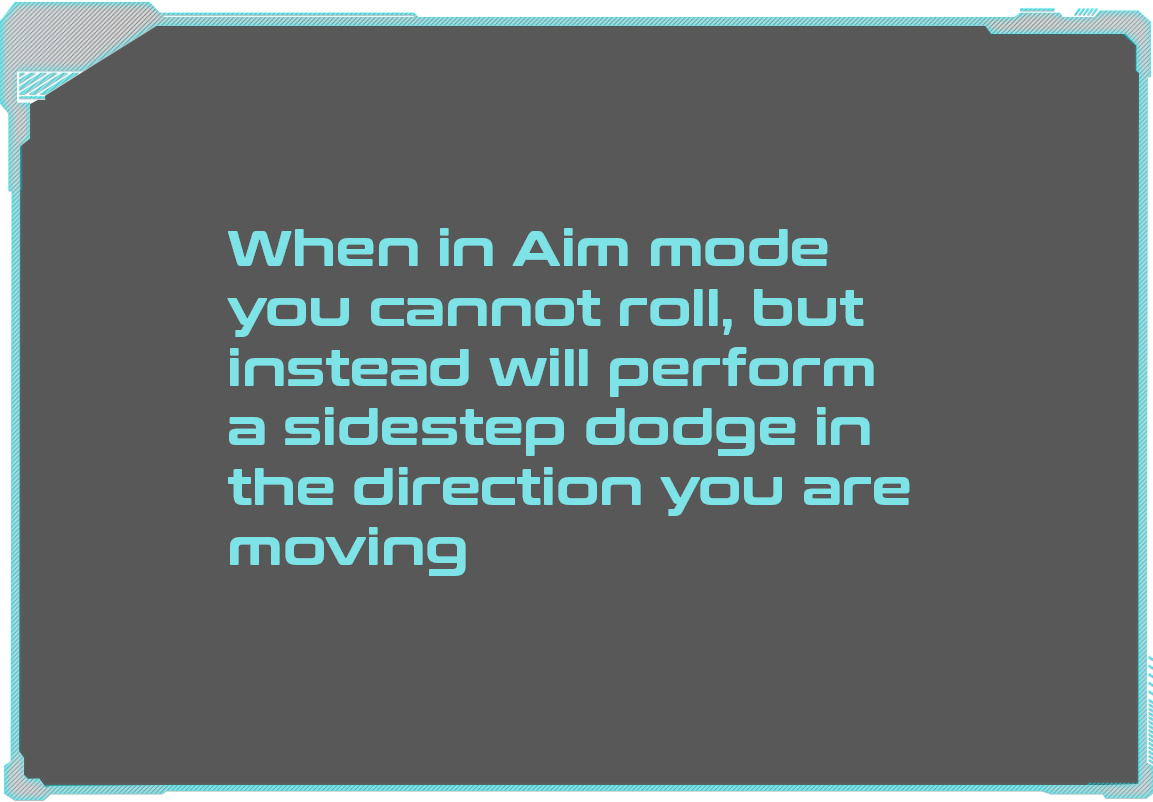 When in Aim mode
you cannot roll, but
instead will perform
a sidestep dodge in
the direction you are
moving